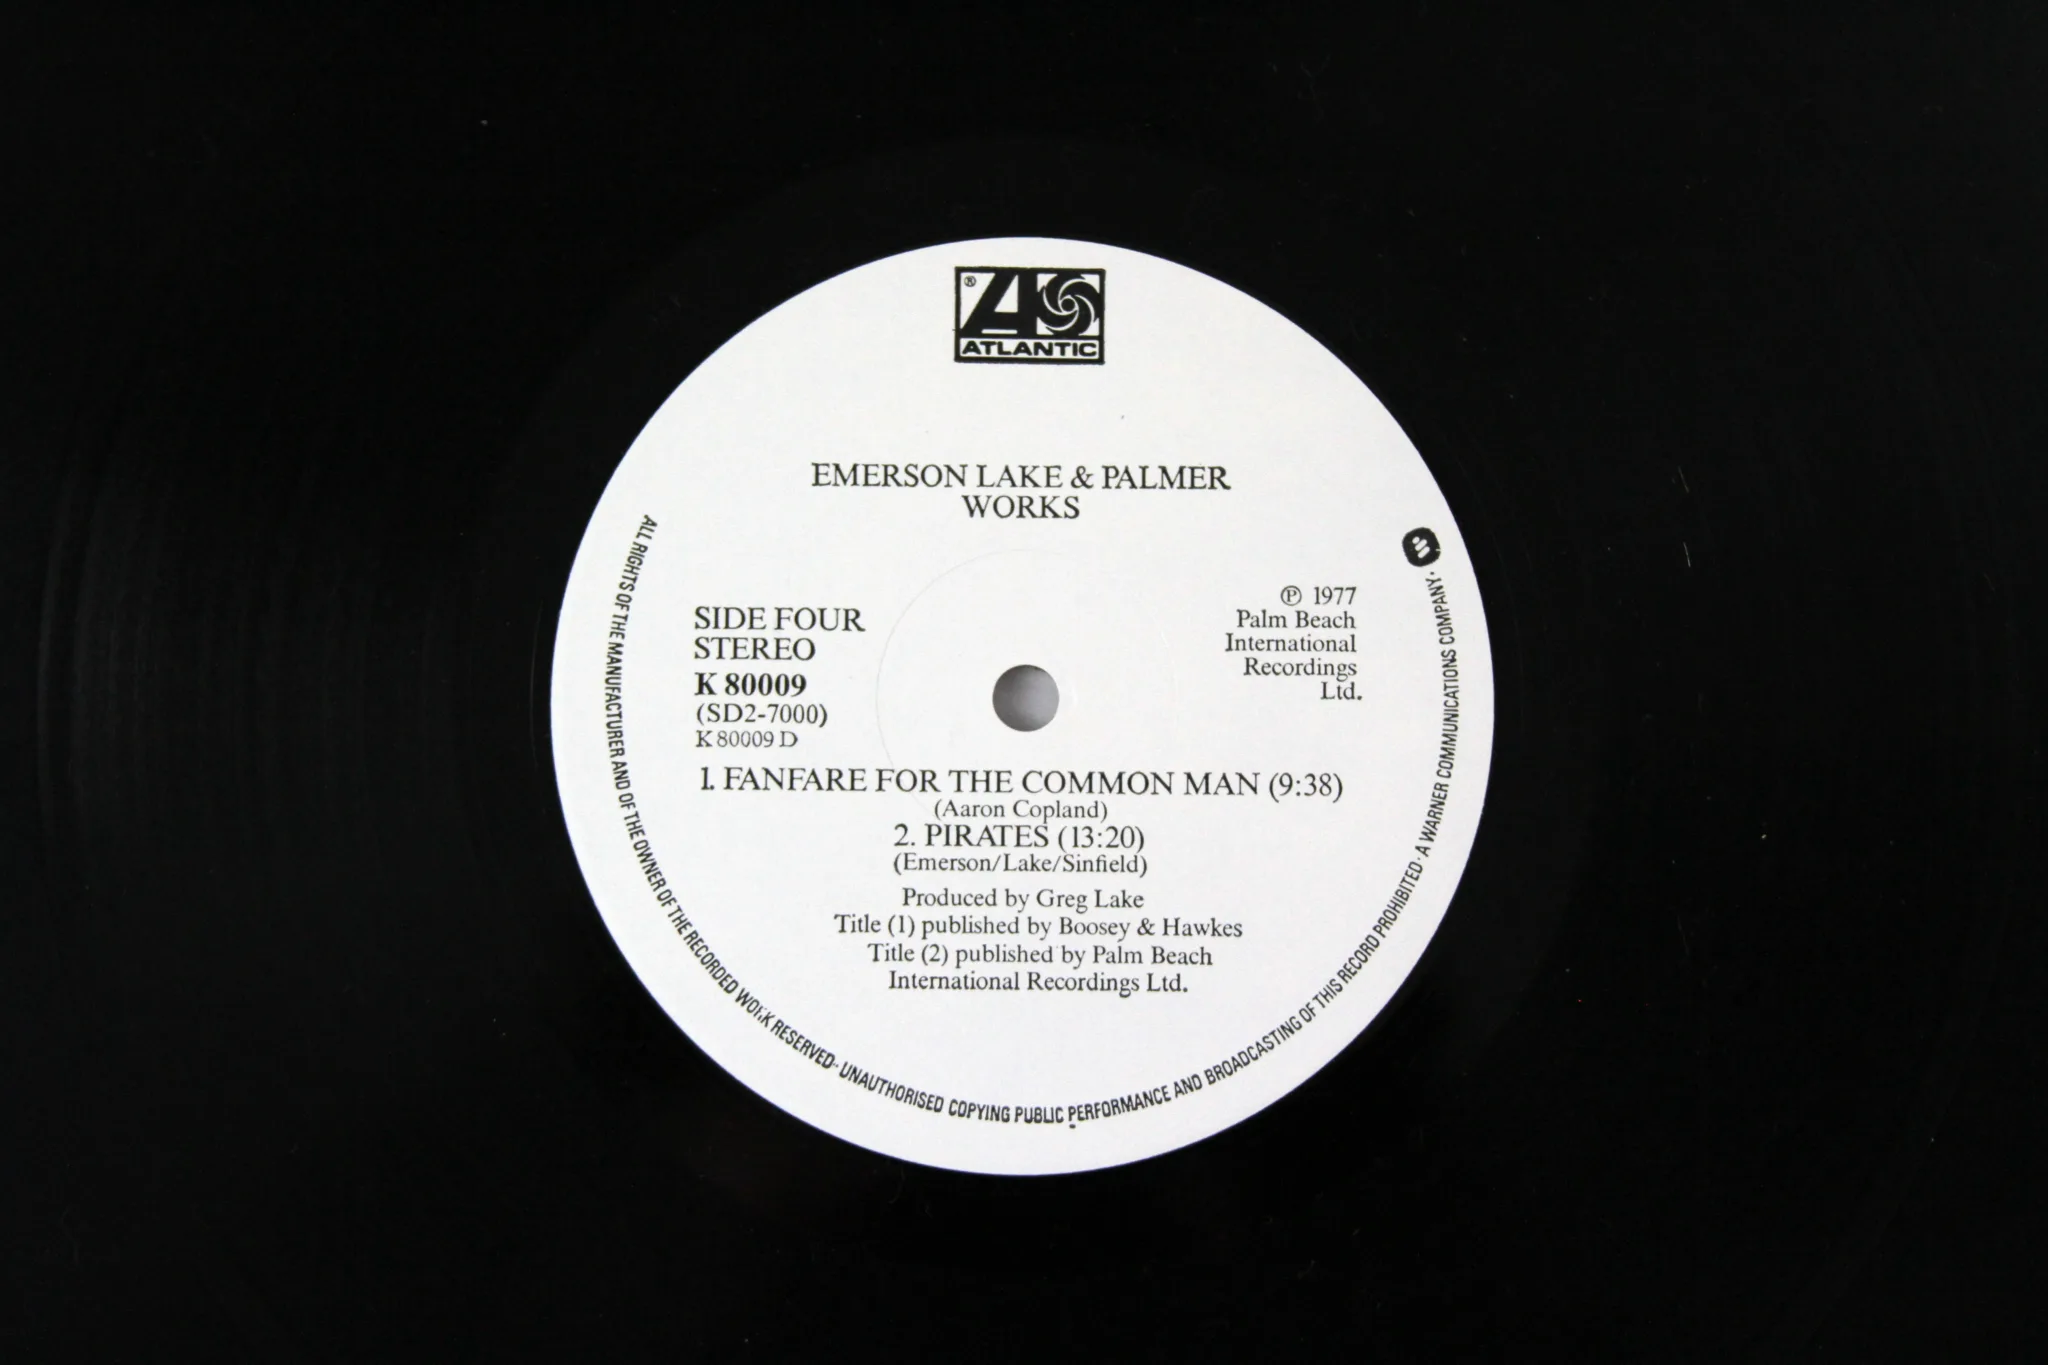 ®
ATLANTIC
EMERSON LAKE & PALMER
WORKS
SIDE FOUR
STEREO
K 80009
(SD2-7000)
K 80009 D
℗ 1977
Palm Beach
International
Recordings
Ltd.
1. FANFARE FOR THE COMMON MAN (9:38)
(Aaron Copland)
2. PIRATES (13:20)
(Emerson/Lake/Sinfield)
Produced by Greg Lake
Title (1) published by Boosey & Hawkes
Title (2) published by Palm Beach
International Recordings Ltd.
ALL RIGHTS OF THE MANUFACTURER AND OF THE OWNER OF THE RECORDED WORK RESERVED·· UNAUTHORISED COPYING PUBLIC PERFORMANCE AND BROADCASTING OF THIS RECORD PROHIBITED· A WARNER COMMUNICATIONS COMPANY·